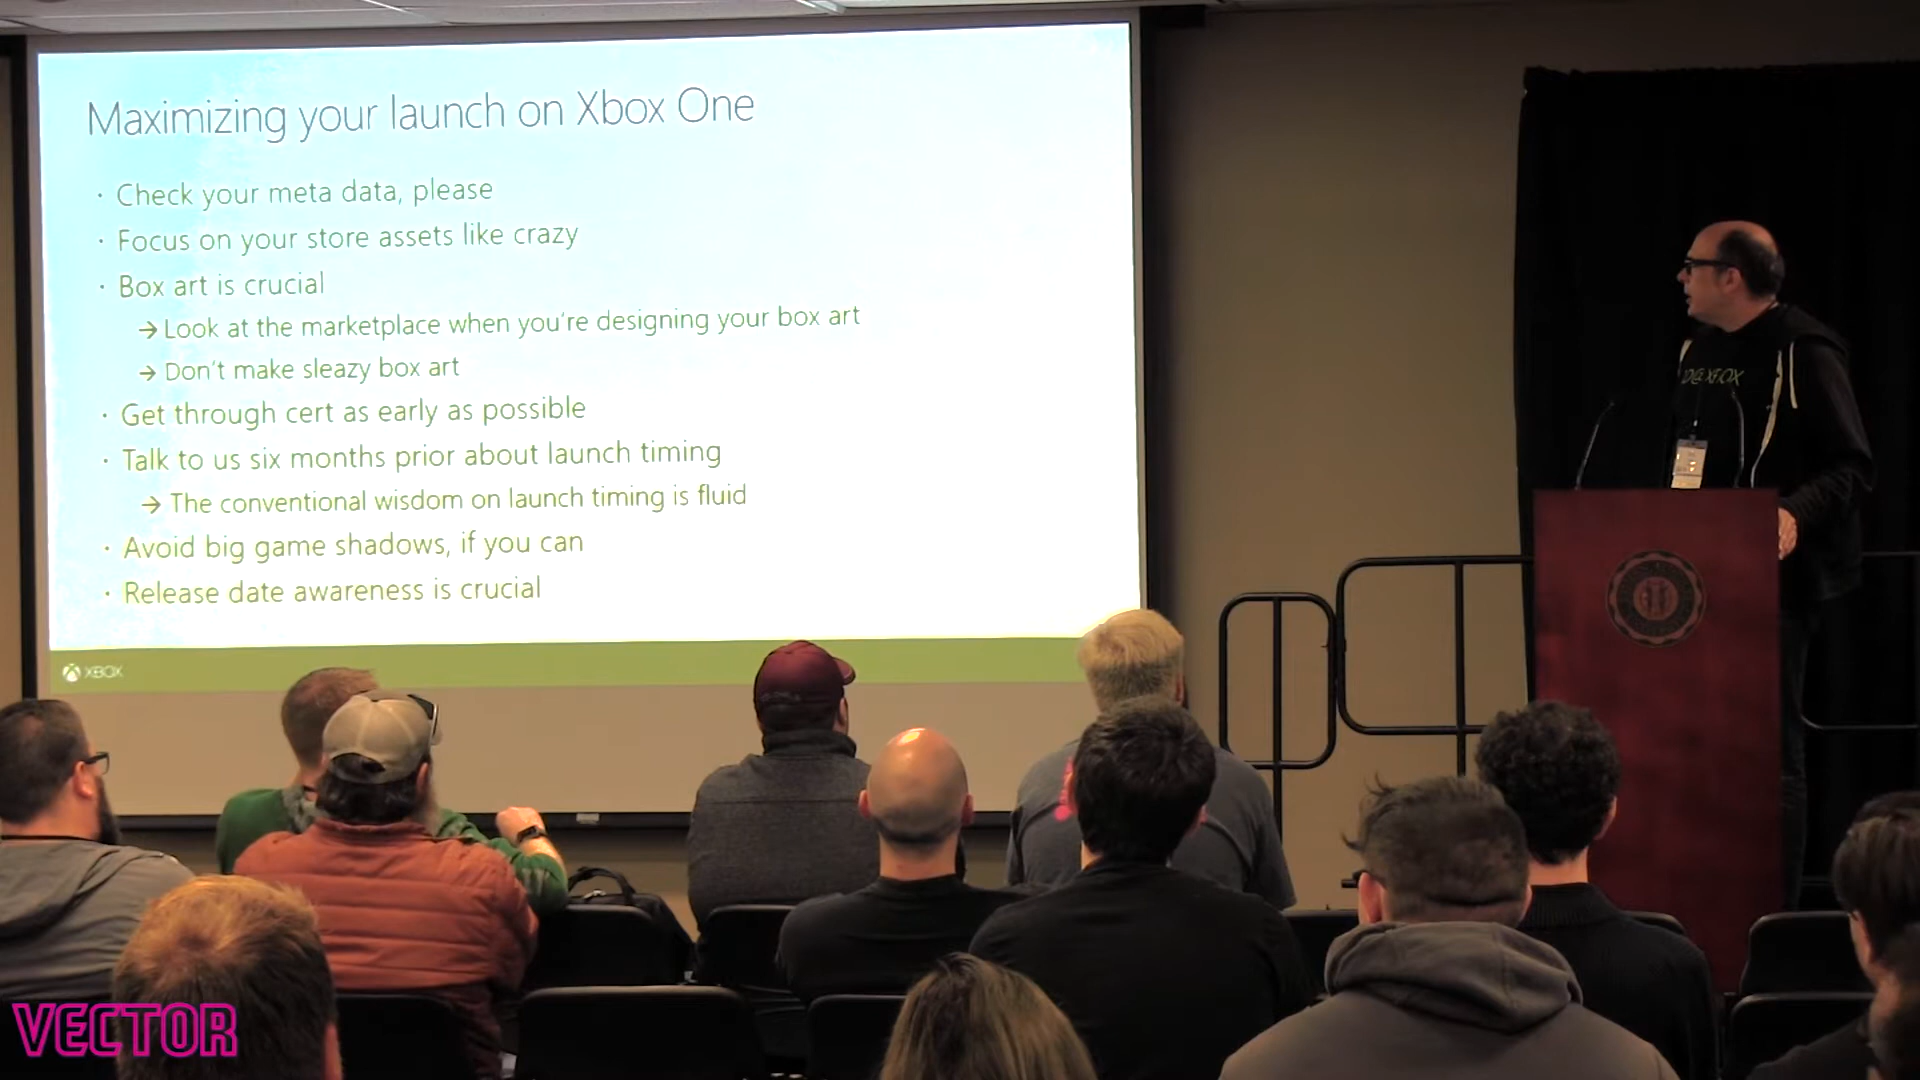 Maximizing your launch on Xbox One
· Check your meta data, please
· Focus on your store assets like crazy
· Box art is crucial
→ Look at the marketplace when you're designing your box art
→ Don't make sleazy box art
· Get through cert as early as possible
· Talk to us six months prior about launch timing
→ The conventional wisdom on launch timing is fluid
· Avoid big game shadows, if you can
· Release date awareness is crucial
XBOX
ID@XBOX
VECTOR